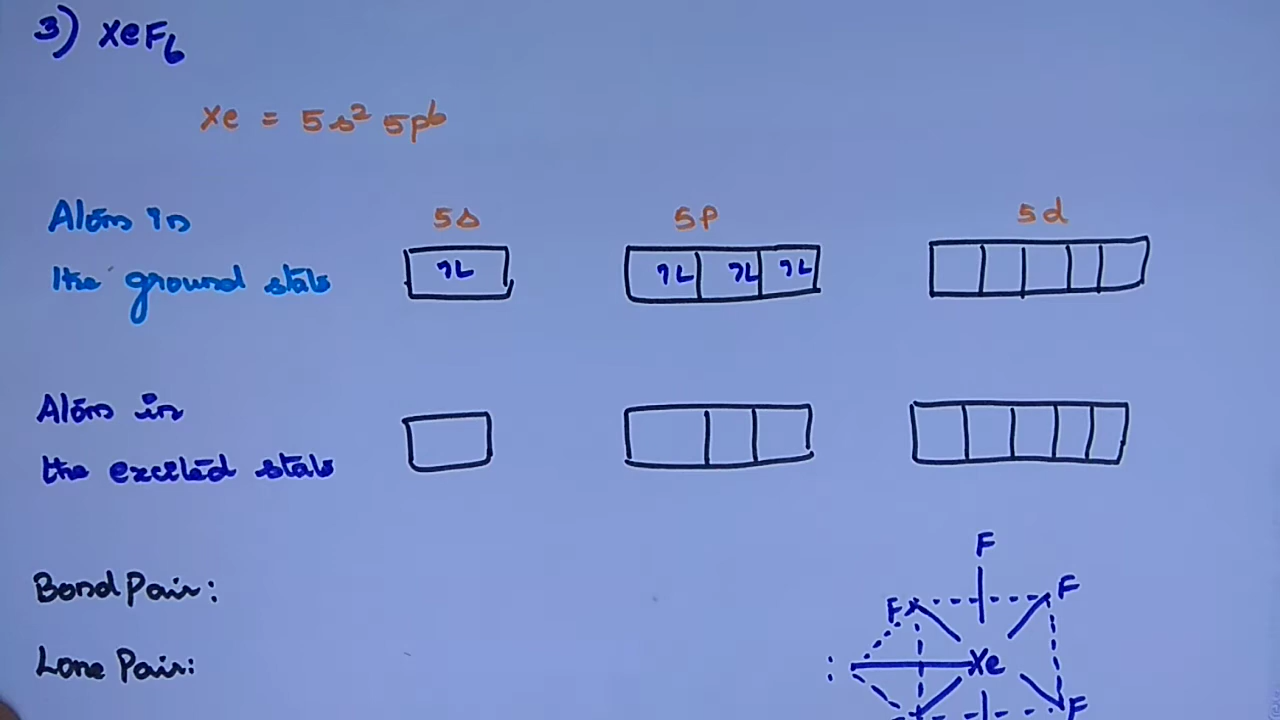 3) XeF₆
Xe = 5s² 5p⁶
Atom in
the ground state
5s 5p 5d
↑↓ ↑↓ ↑↓ ↑↓
Atom in
the excited state
Bond Pair:
Lone Pair:
F
F F
: Xe
F